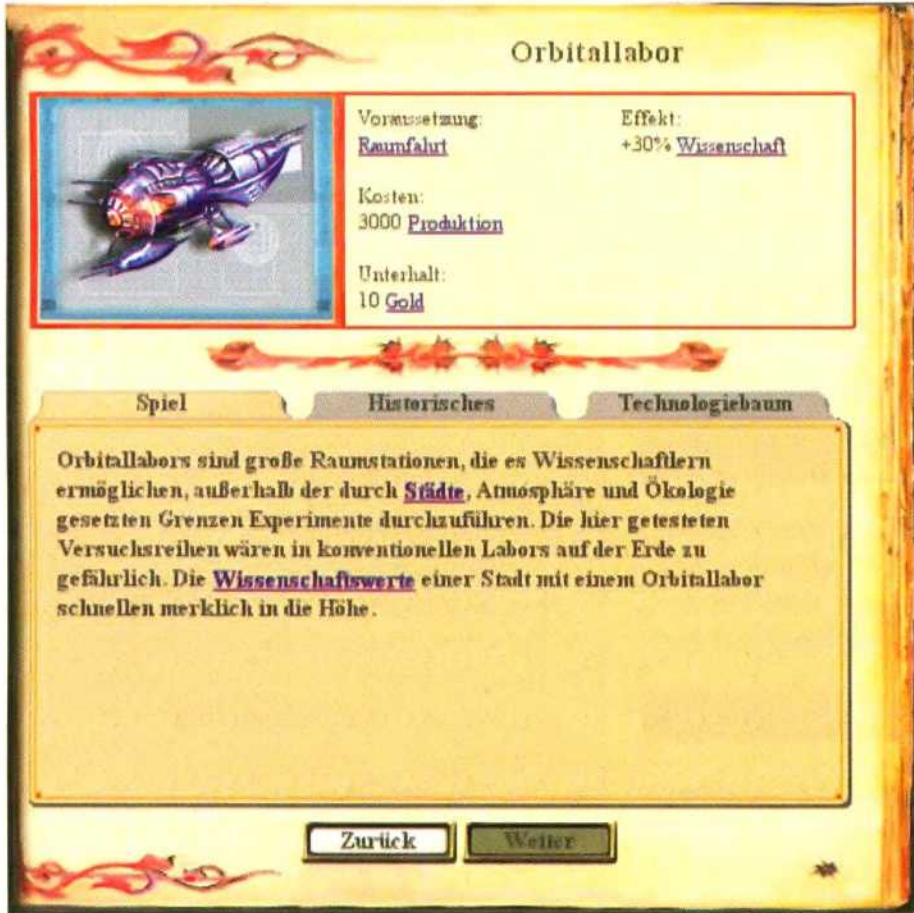 Orbitallabor
Voraussetzung:
Raumfahrt
Kosten:
3000 Produktion
Unterhalt:
10 Gold
Effekt:
+30% Wissenschaft
Spiel
Historisches
Technologiebaum
Orbitallabors sind große Raumstationen, die es Wissenschaftlern
ermöglichen, außerhalb der durch Städte, Atmosphäre und Ökologie
gesetzten Grenzen Experimente durchzuführen. Die hier getesteten
Versuchsreihen wären in konventionellen Labors auf der Erde zu
gefährlich. Die Wissenschaftswerte einer Stadt mit einem Orbitallabor
schnellen merklich in die Höhe.
Zurück
Weiter